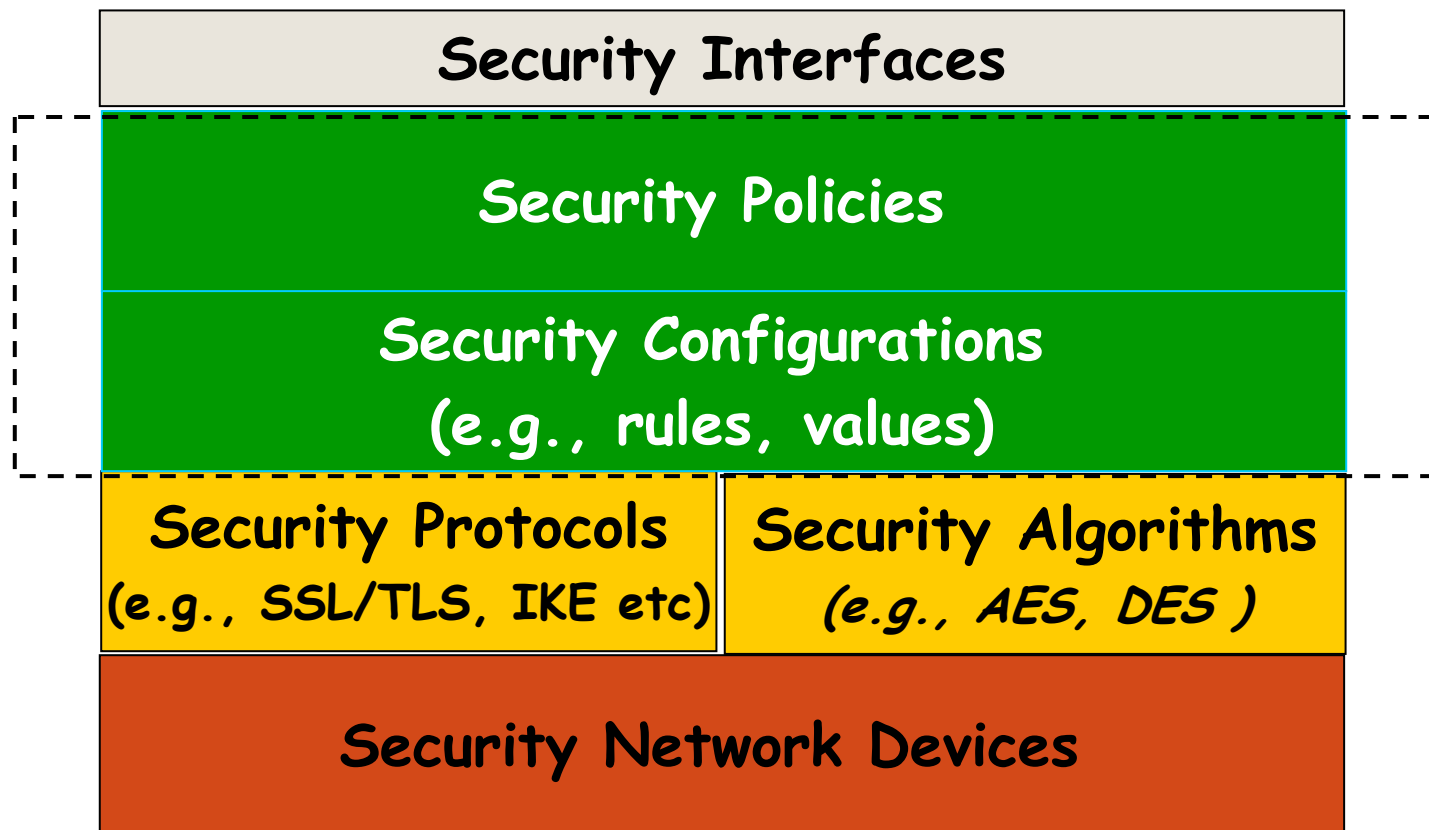 Security Interfaces
Security Policies
Security Configurations
(e.g., rules, values)
Security Protocols
(e.g., SSL/TLS, IKE etc)
Security Algorithms
(e.g., AES, DES )
Security Network Devices